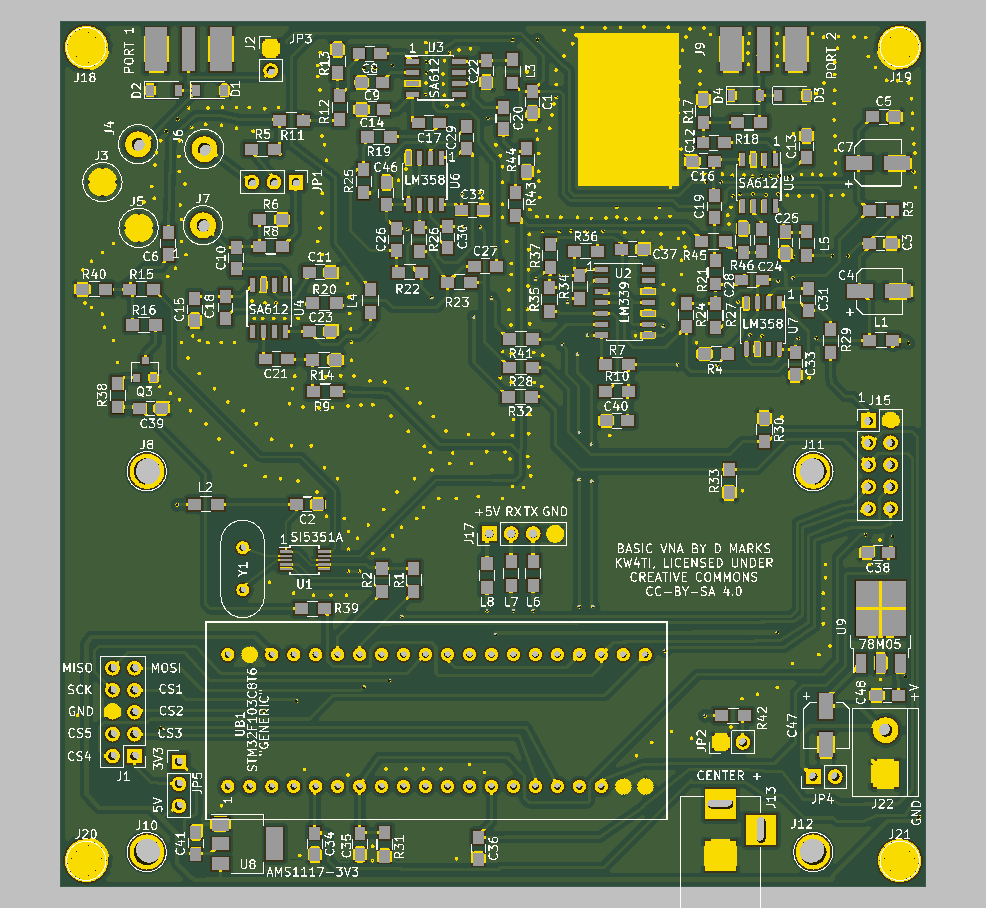 PORT 1
J18
J2
JP3
D2
D1
R13
C8
C9
R12
C14
1
U3
SA612
C22
L3
C1
C20
C17
C29
R19
R11
R5
J4
J6
J3
J5
J7
JP1
R6
R8
C6
1
C10
R25
C46
LM358
1
U6
R44
R43
C32
C30
C26
R26
R22
C27
R23
J9
PORT 2
J19
D4
D3
R17
R18
C12
C16
C13
1
SA612
U5
C5
C7
+
R3
C3
C4
+
L1
C19
C25
L5
R45
R46
C24
R21
C28
C31
R24
R27
LM358
1
U7
R29
R4
C33
R36
R37
C37
R35
R34
U2
LM339
1
R40
R15
R16
C15
C18
SA612
U4
1
C11
R20
C23
L4
C21
R14
R9
R38
Q3
C39
R41
R28
R32
R7
R10
C40
R30
R33
J8
J11
1
J15
L2
C2
SI5351A
1
U1
Y1
R2
R1
R39
+5V RX TX GND
J17
L8
L7
L6
BASIC VNA BY D MARKS
KW4TI, LICENSED UNDER
CREATIVE COMMONS
CC-BY-SA 4.0
C38
U9
78M05
C48
+V
MISO
MOSI
SCK
CS1
GND
CS2
CS5
CS3
CS4
J1
3V3
JP5
5V
UB1
STM32F103C8T6
"GENERIC"
1
R42
JP2
+
C47
JP4
J22
GND
CENTER +
J13
J12
J20
J10
C41
U8
AMS1117-3V3
C34
C35
R31
C36
J21